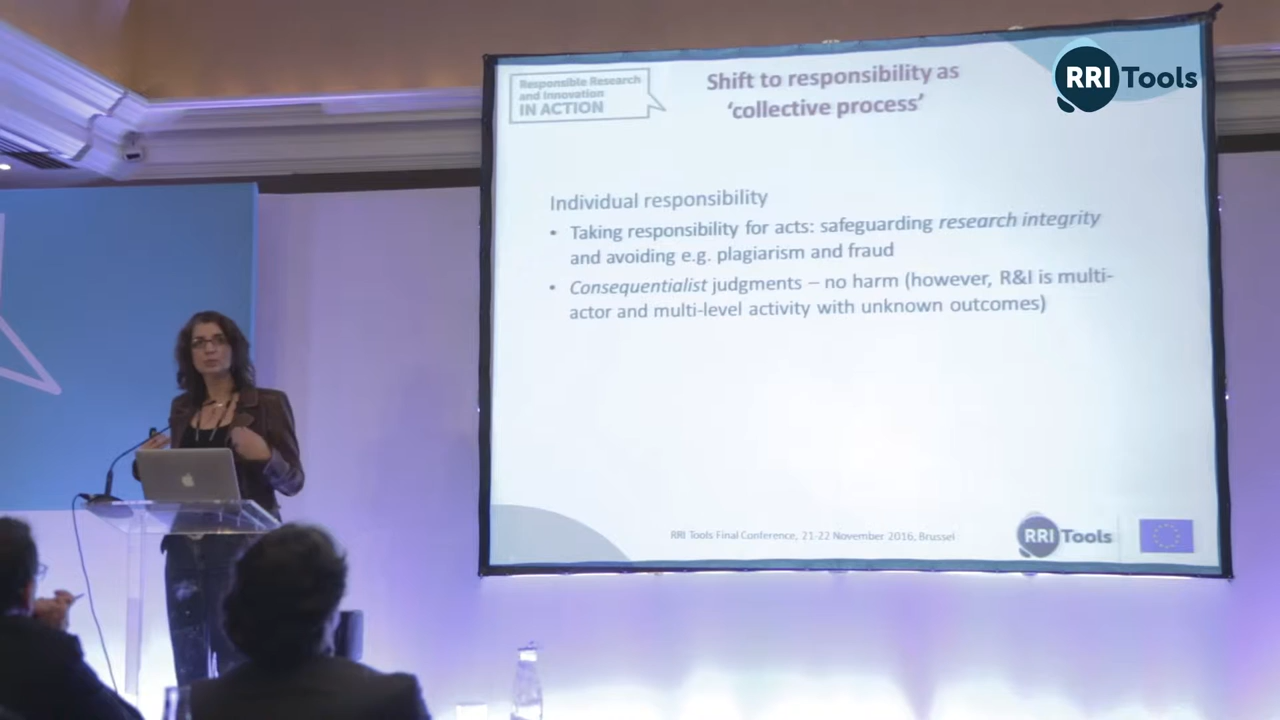 Responsible Research
and Innovation
IN ACTION
Shift to responsibility as
‘collective process’
RRI Tools
Individual responsibility
• Taking responsibility for acts: safeguarding research integrity
and avoiding e.g. plagiarism and fraud
• Consequentialist judgments – no harm (however, R&I is multi-
actor and multi-level activity with unknown outcomes)
RRI Tools Final Conference, 21-22 November 2016, Brussel
RRI Tools